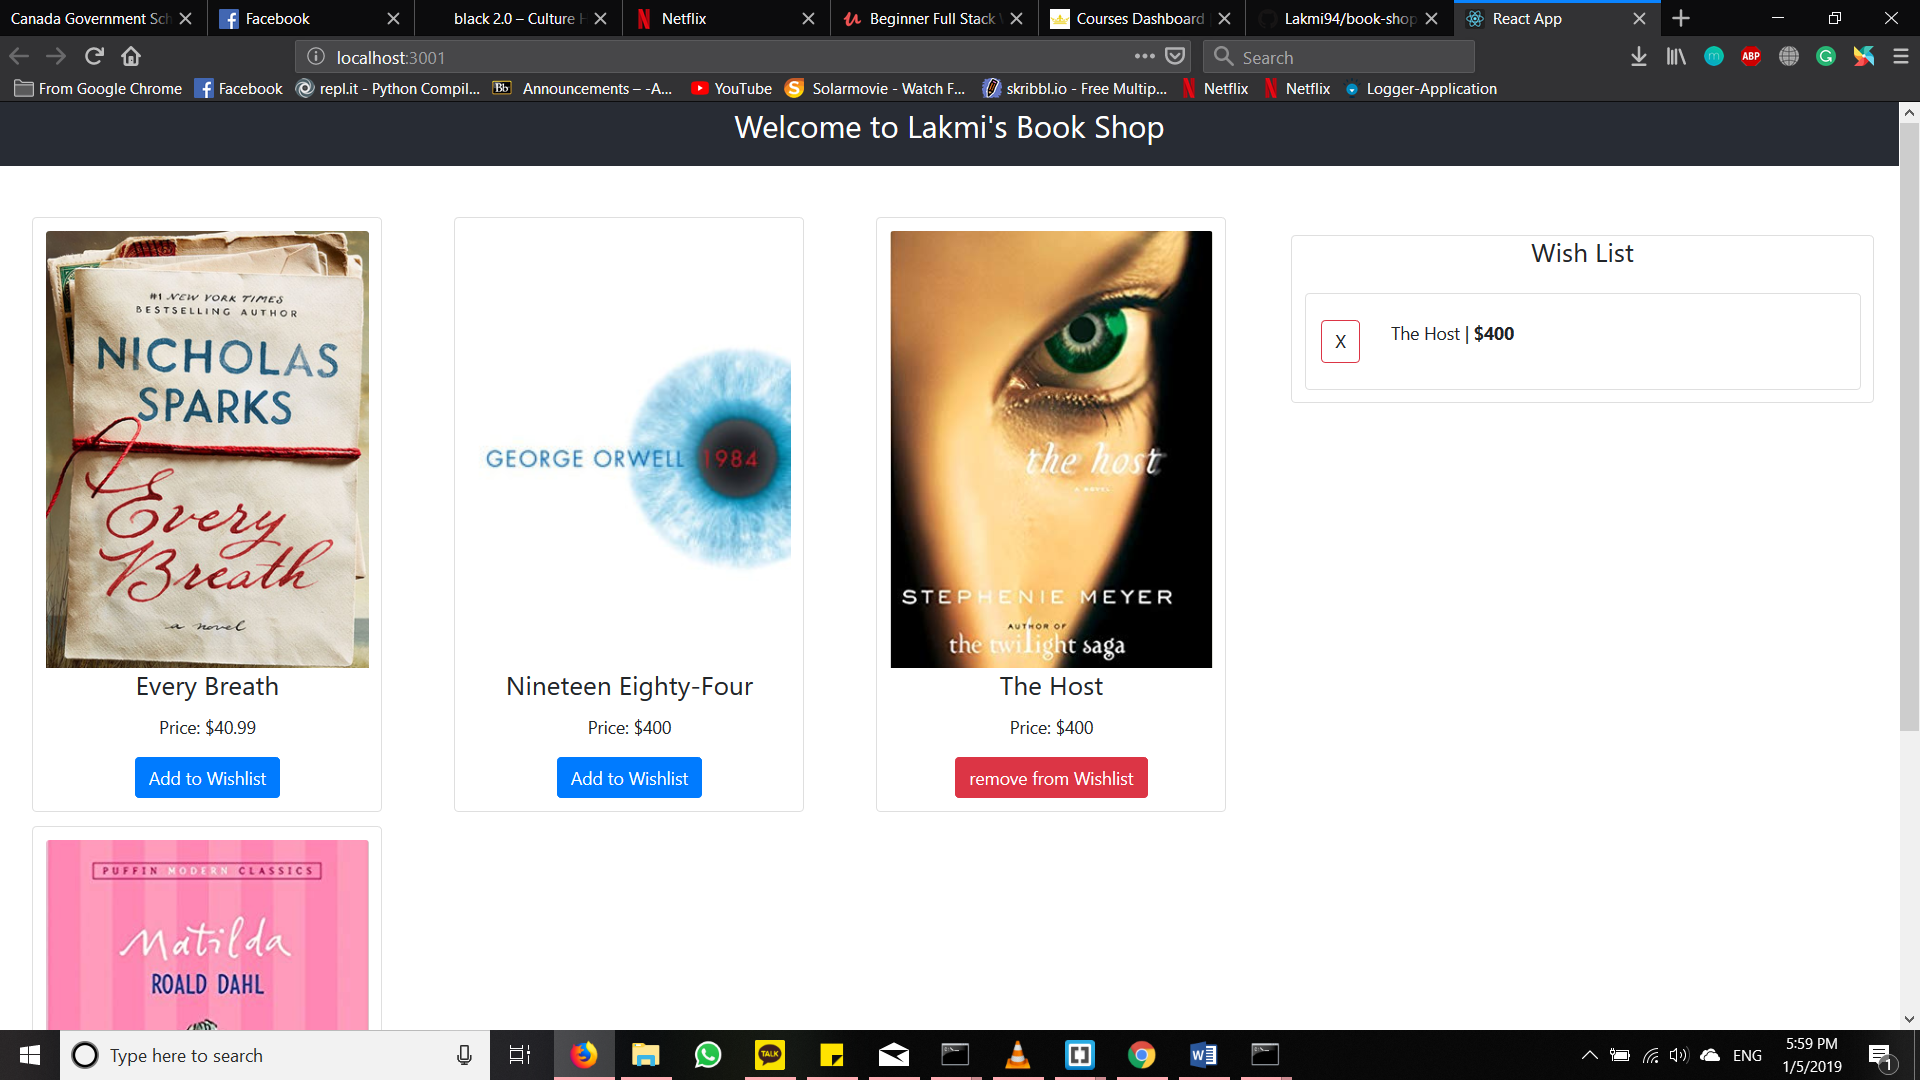 Canada Government Sch
Facebook
black 2.0 – Culture H
Netflix
Beginner Full Stack W
Courses Dashboard
Lakmi94/book-shop
React App
localhost:3001
Search
ABP
From Google Chrome
Facebook
repl.it - Python Compil...
Bb
Announcements – -A...
YouTube
Solarmovie - Watch F...
skribbl.io - Free Multip...
Netflix
Netflix
Logger-Application
Welcome to Lakmi's Book Shop
#1 NEW YORK TIMES
BESTSELLING AUTHOR
NICHOLAS
SPARKS
Every
Breath
a novel
Every Breath
Price: $40.99
Add to Wishlist
GEORGE ORWELL 1984
Nineteen Eighty-Four
Price: $400
Add to Wishlist
the host
A NOVEL
STEPHENIE MEYER
AUTHOR OF
the twilight saga
The Host
Price: $400
remove from Wishlist
Wish List
X
The Host | $400
PUFFIN MODERN CLASSICS
Matilda
ROALD DAHL
Type here to search
TALK
ENG
5:59 PM
1/5/2019
1